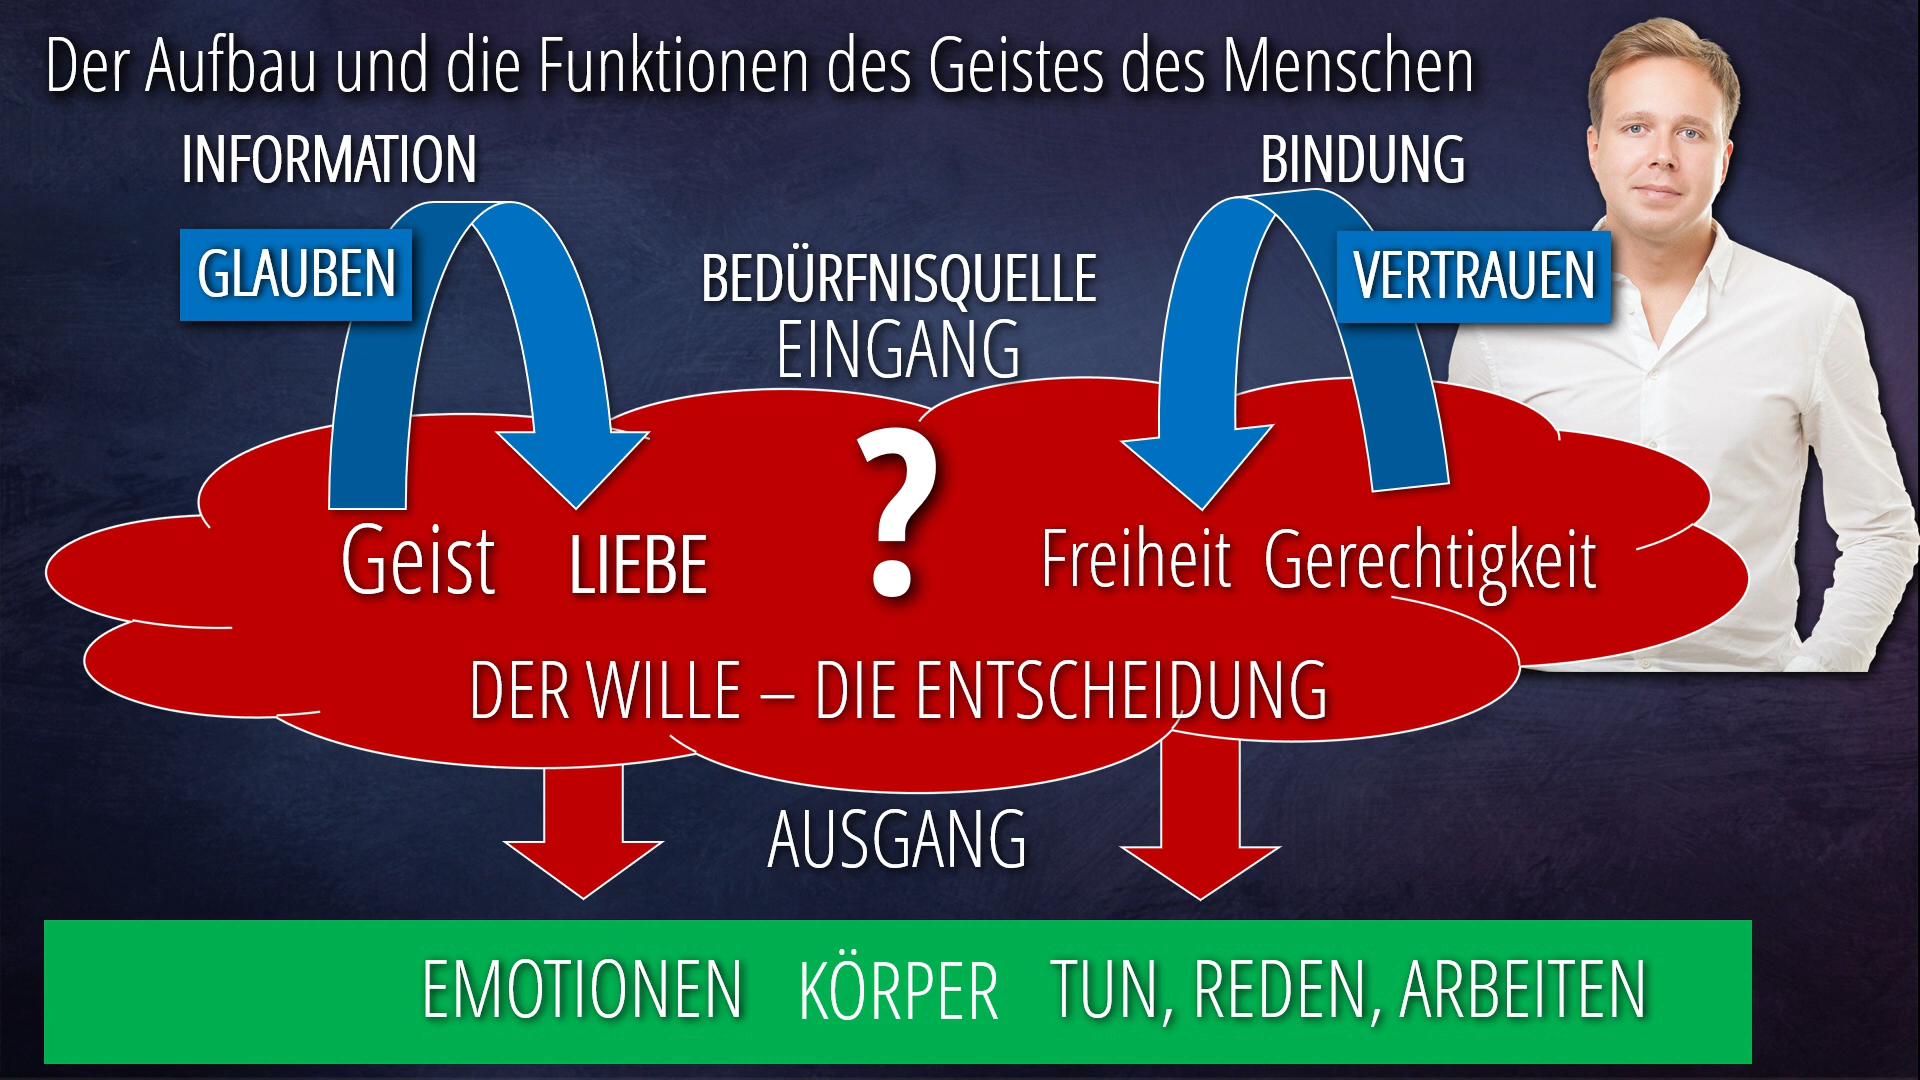 Der Aufbau und die Funktionen des Geistes des Menschen
INFORMATION
BINDUNG
GLAUBEN
BEDÜRFNISQUELLE
VERTRAUEN
EINGANG
?
Geist LIEBE
Freiheit Gerechtigkeit
DER WILLE – DIE ENTSCHEIDUNG
AUSGANG
EMOTIONEN KÖRPER TUN, REDEN, ARBEITEN